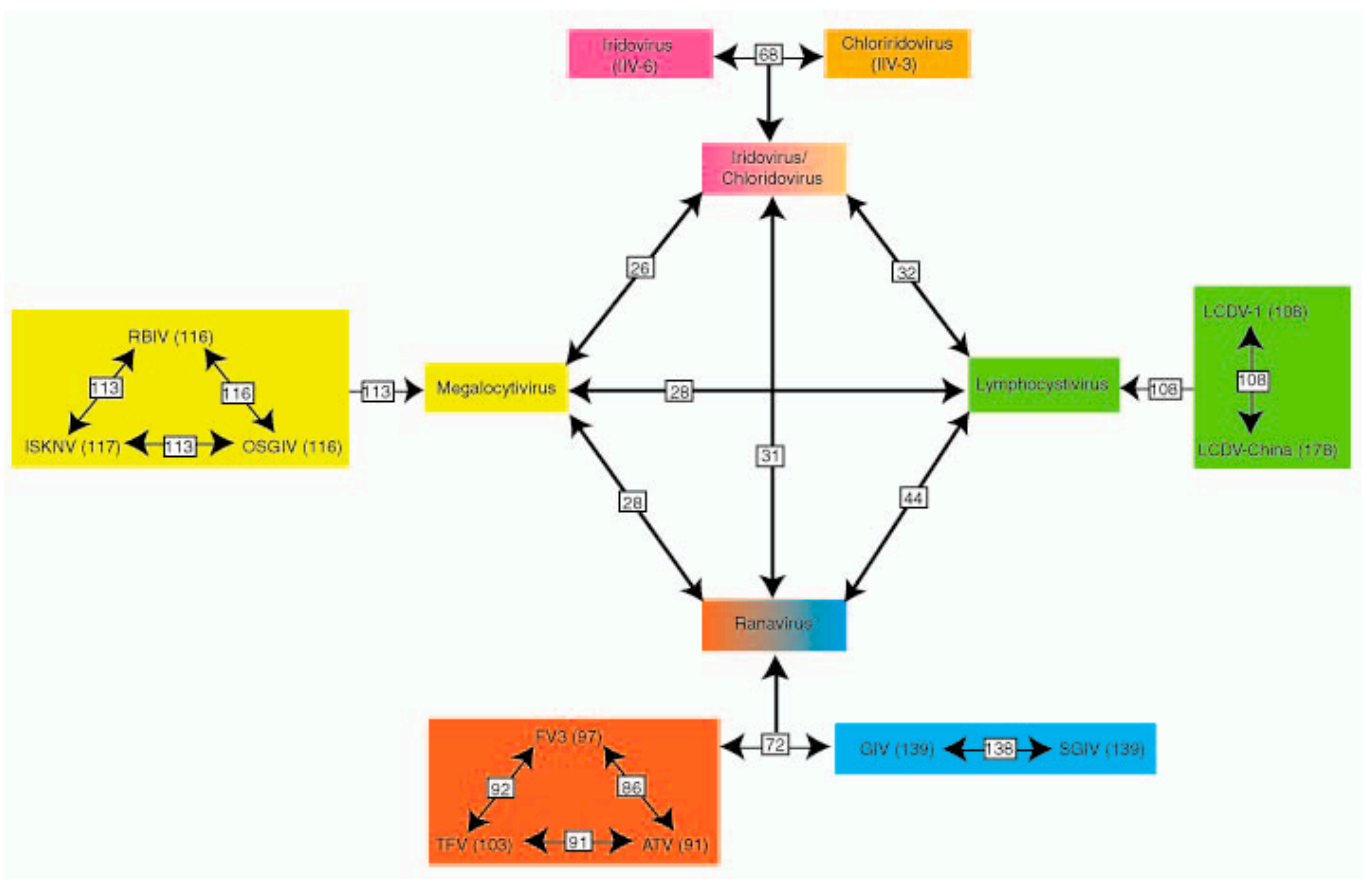 Iridovirus
(IIV-6)
68
Chloriridovirus
(IIV-3)
Iridovirus/
Chloridovirus
26
32
RBIV (116)
113
116
ISKNV (117)
113
OSGIV (116)
113
Megalocytivirus
28
Lymphocystivirus
108
LCDV-1 (108)
108
LCDV-China (178)
31
28
44
Ranavirus
FV3 (97)
92
86
TFV (103)
91
ATV (91)
72
GIV (139)
138
SGIV (139)